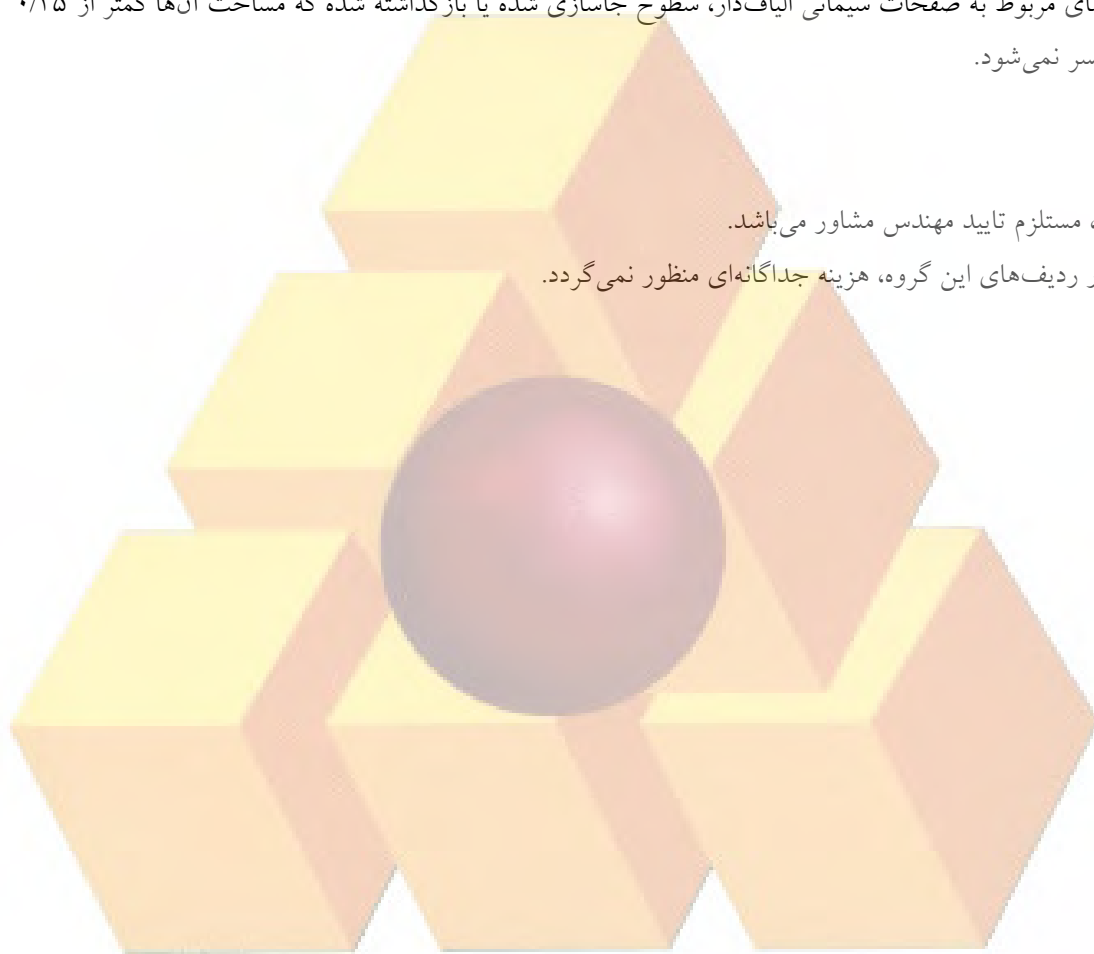 مربوط به صفحات سیمانی الیاف‌دار، سطوح جاسازی شده یا بازگذاشته شده که مساحت آن‌ها کمتر از ۰/۲۵
نمی‌شود.
، مستلزم تایید مهندس مشاور می‌باشد.
ردیف‌های این گروه، هزینه جداگانه‌ای منظور نمی‌گردد.